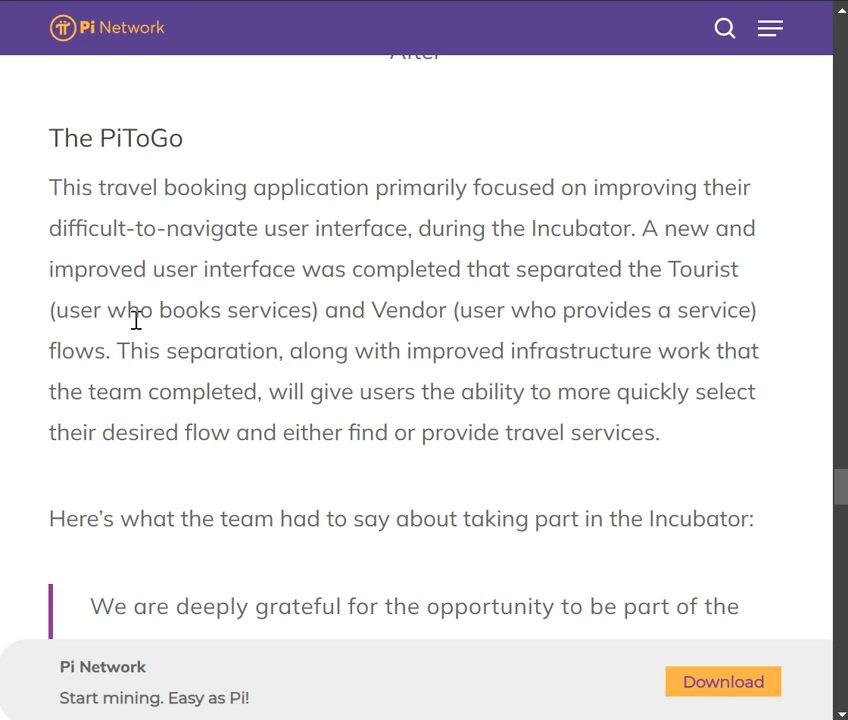 Pi Network
After
The PiToGo
This travel booking application primarily focused on improving their
difficult-to-navigate user interface, during the Incubator. A new and
improved user interface was completed that separated the Tourist
(user who books services) and Vendor (user who provides a service)
flows. This separation, along with improved infrastructure work that
the team completed, will give users the ability to more quickly select
their desired flow and either find or provide travel services.
Here’s what the team had to say about taking part in the Incubator:
We are deeply grateful for the opportunity to be part of the
Pi Network
Start mining. Easy as Pi!
Download